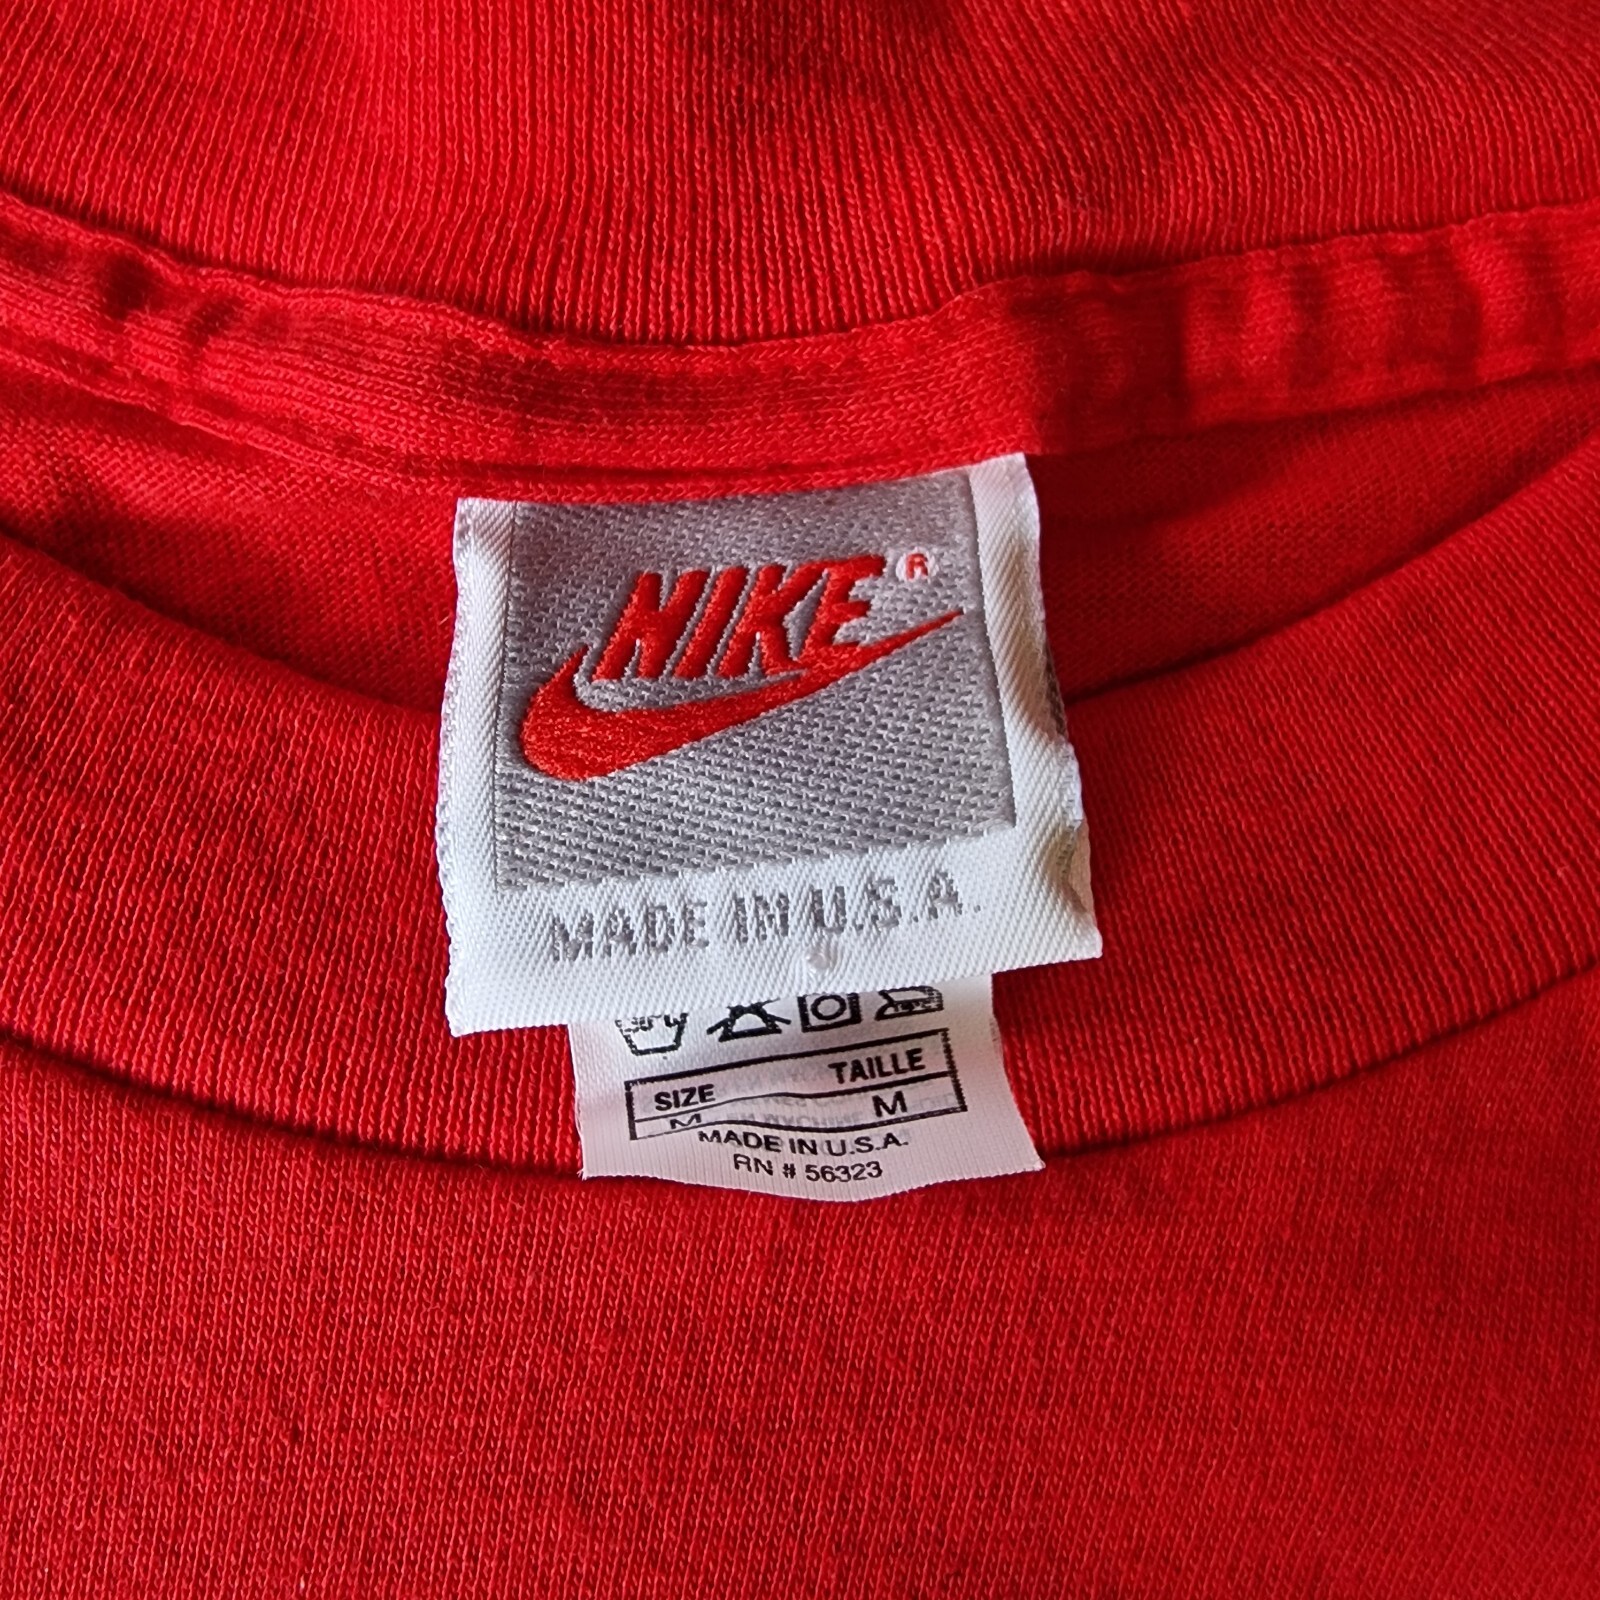 NIKE ®
MADE IN U.S.A.
SIZE TAILLE
M M
MADE IN U.S.A.
RN # 56323